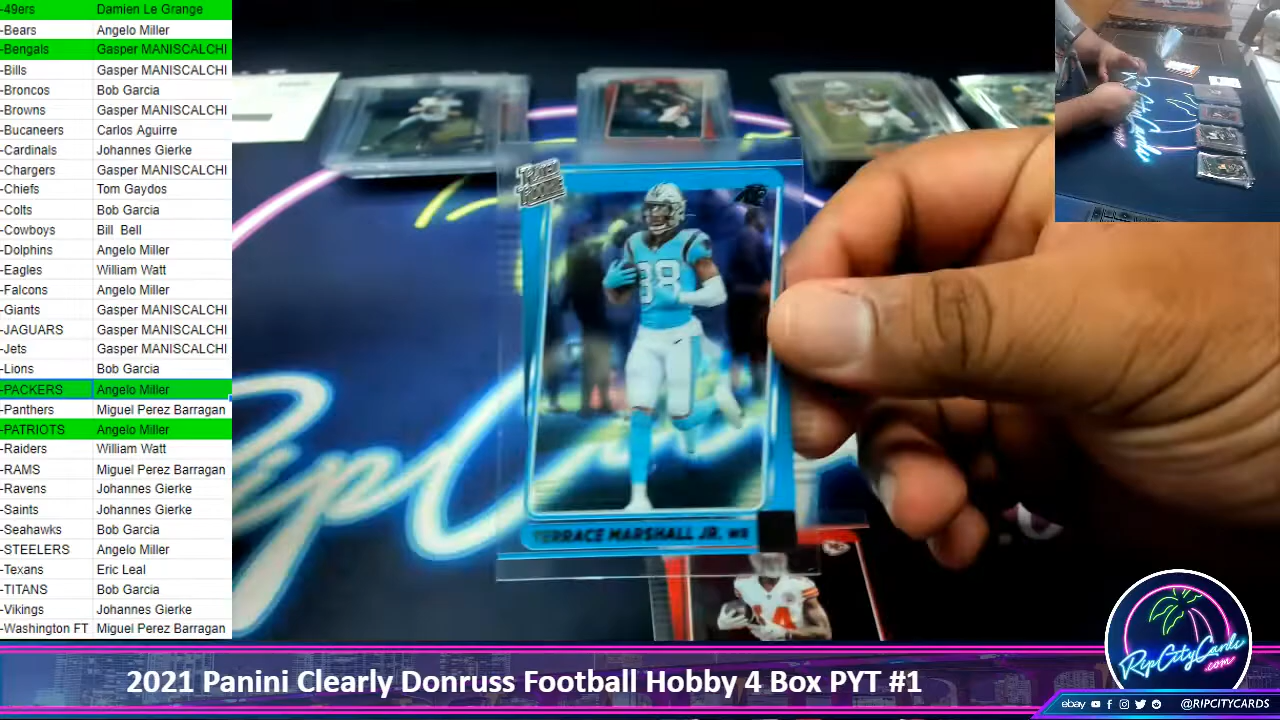 -49ers Damien Le Grange
-Bears Angelo Miller
-Bengals Gasper MANISCALCHI
-Bills Gasper MANISCALCHI
-Broncos Bob Garcia
-Browns Gasper MANISCALCHI
-Bucaneers Carlos Aguirre
-Cardinals Johannes Gierke
-Chargers Gasper MANISCALCHI
-Chiefs Tom Gaydos
-Colts Bob Garcia
-Cowboys Bill Bell
-Dolphins Angelo Miller
-Eagles William Watt
-Falcons Angelo Miller
-Giants Gasper MANISCALCHI
-JAGUARS Gasper MANISCALCHI
-Jets Gasper MANISCALCHI
-Lions Bob Garcia
-PACKERS Angelo Miller
-Panthers Miguel Perez Barragan
-PATRIOTS Angelo Miller
-Raiders William Watt
-RAMS Miguel Perez Barragan
-Ravens Johannes Gierke
-Saints Johannes Gierke
-Seahawks Bob Garcia
-STEELERS Angelo Miller
-Texans Eric Leal
-TITANS Bob Garcia
-Vikings Johannes Gierke
-Washington FT Miguel Perez Barragan
RATED ROOKIE
88
TERRACE MARSHALL JR. WR
RipCityCards
2021 Panini Clearly Donruss Football Hobby 4 Box PYT #1
RipCityCards
.com
ebay @RIPCITYCARDS